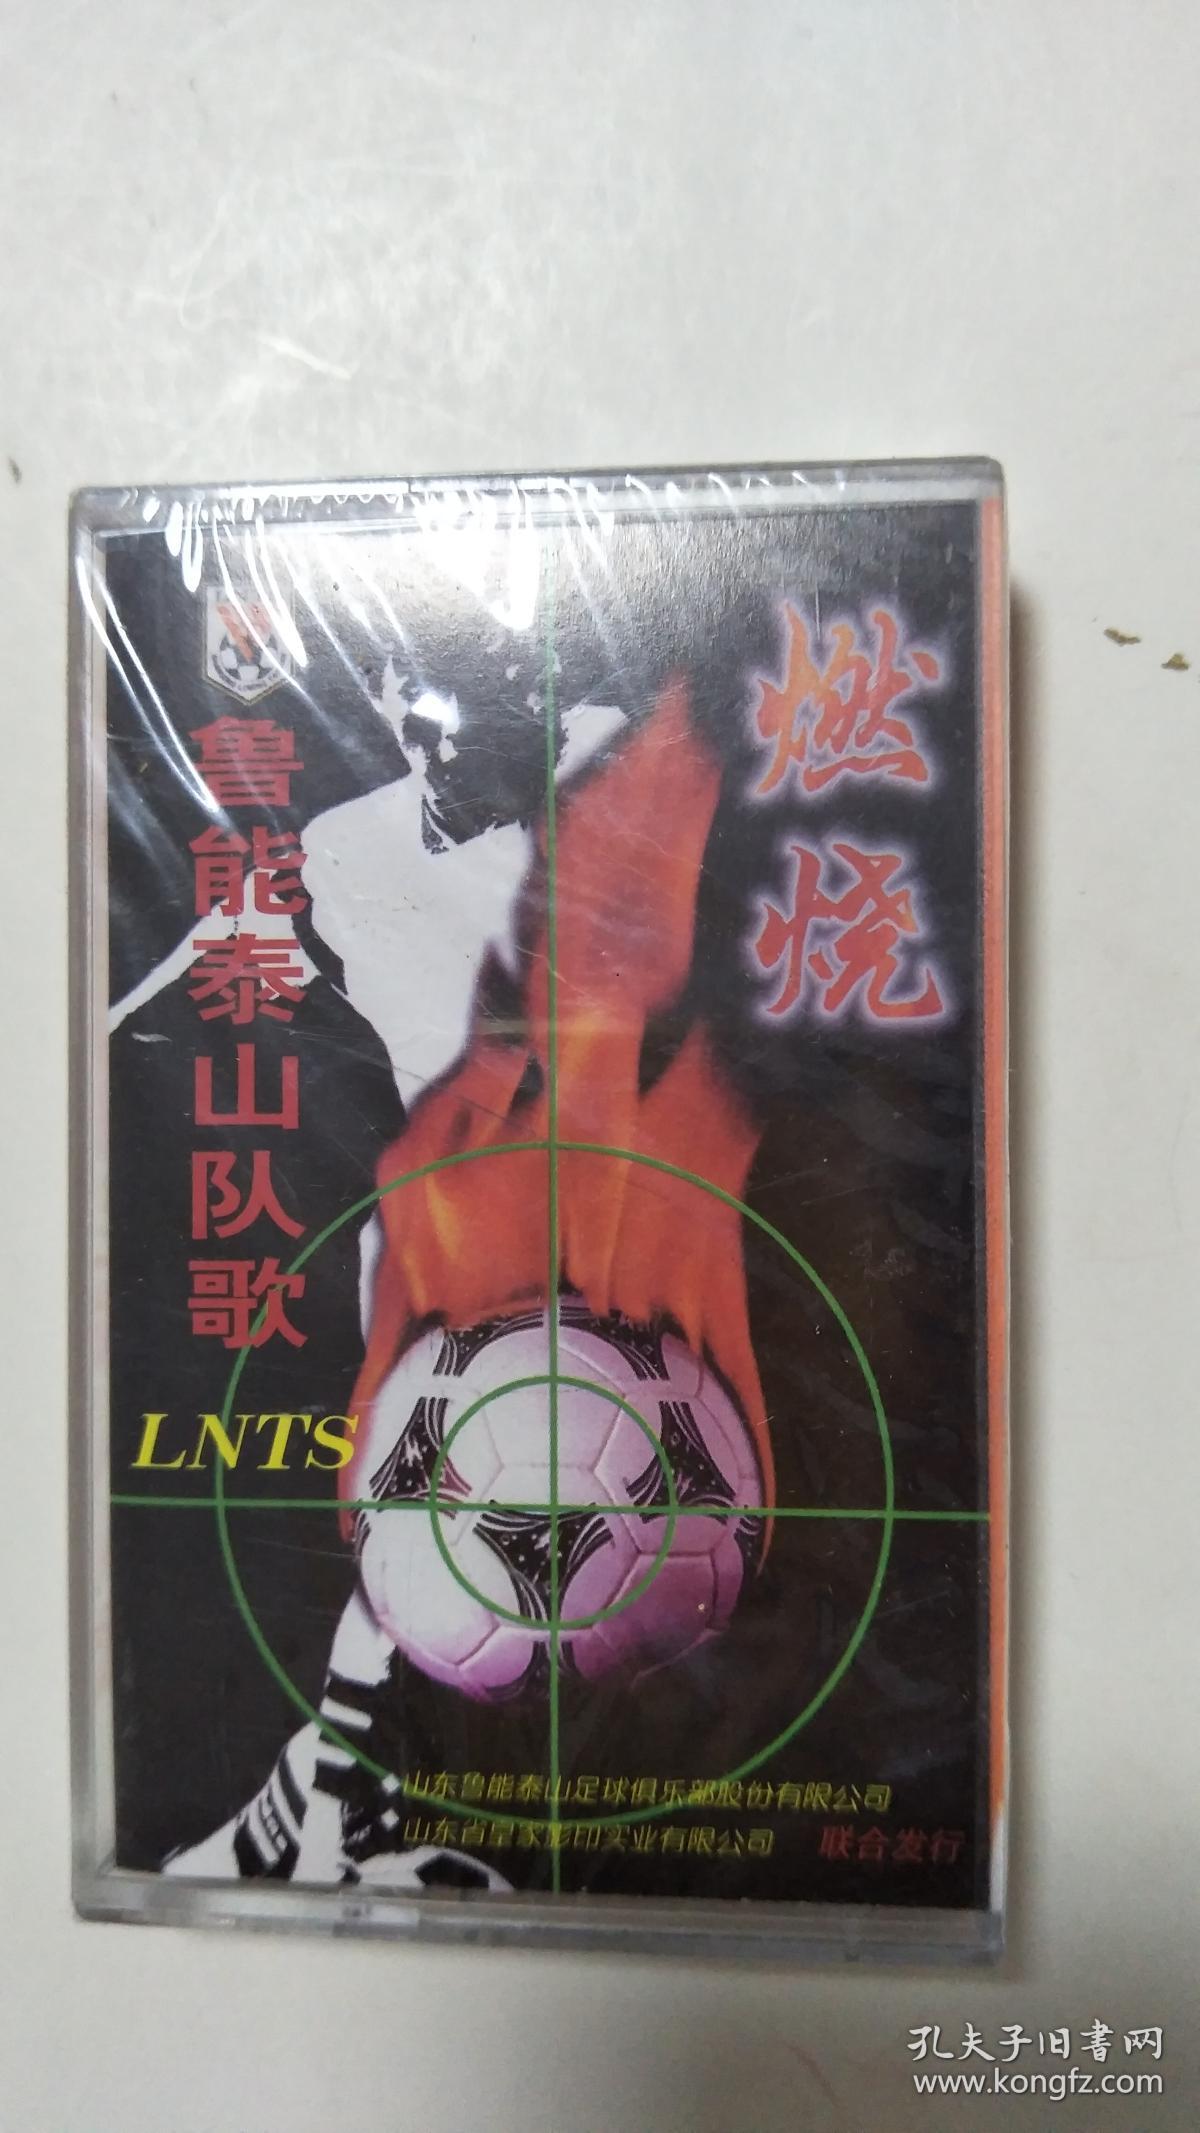 燃烧
鲁能泰山队歌
LNTS
山东鲁能泰山足球俱乐部股份有限公司
山东省皇家影印实业有限公司 联合发行
孔夫子旧书网
www.kongfz.com